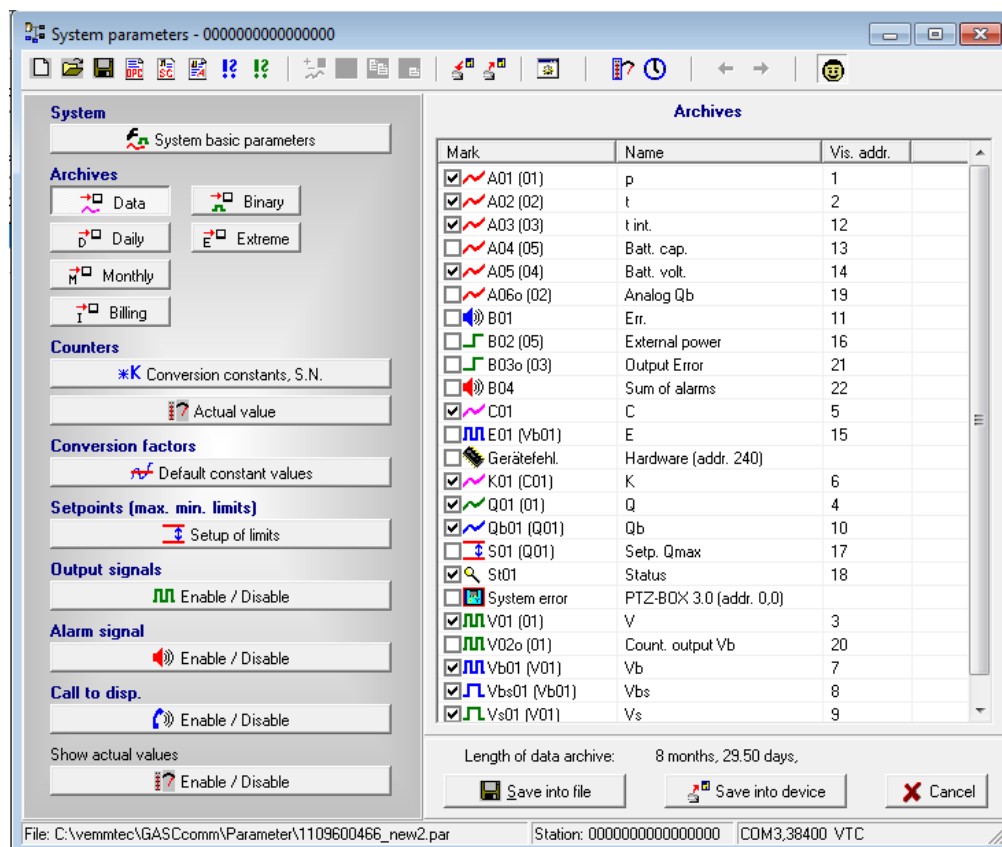 System parameters - 0000000000000000
System
System basic parameters
Archives
Data
Binary
Daily
Extreme
Monthly
Billing
Counters
Conversion constants, S.N.
Actual value
Conversion factors
Default constant values
Setpoints (max. min. limits)
Setup of limits
Output signals
Enable / Disable
Alarm signal
Enable / Disable
Call to disp.
Enable / Disable
Show actual values
Enable / Disable
Archives
Mark Name Vis. addr.
A01 (01) p 1
A02 (02) t 2
A03 (03) t int. 12
A04 (05) Batt. cap. 13
A05 (04) Batt. volt. 14
A06o (02) Analog Qb 19
B01 Err. 11
B02 (05) External power 16
B03o (03) Output Error 21
B04 Sum of alarms 22
C01 C 5
E01 (Vb01) E 15
Gerätefehl. Hardware (addr. 240)
K01 (C01) K 6
Q01 (01) Q 4
Qb01 (Q01) Qb 10
S01 (Q01) Setp. Qmax 17
St01 Status 18
System error PTZ-BOX 3.0 (addr. 0,0)
V01 (01) V 3
V02o (01) Count. output Vb 20
Vb01 (V01) Vb 7
Vbs01 (Vb01) Vbs 8
Vs01 (V01) Vs 9
Length of data archive: 8 months, 29.50 days,
Save into file Save into device Cancel
File: C:\vemmtec\GASCcomm\Parameter\1109600466_new2.par Station: 0000000000000000 COM3,38400 VTC